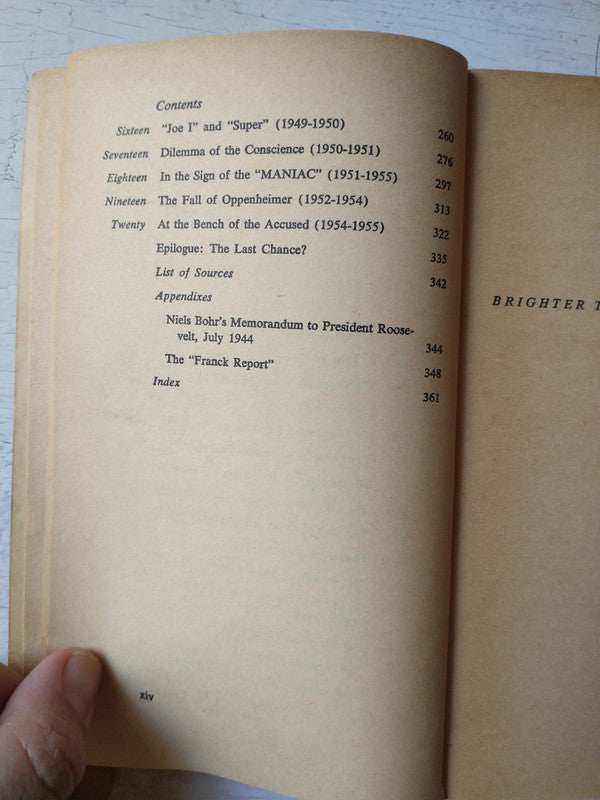 Contents
Sixteen "Joe I" and "Super" (1949-1950) 260
Seventeen Dilemma of the Conscience (1950-1951) 276
Eighteen In the Sign of the "MANIAC" (1951-1955) 297
Nineteen The Fall of Oppenheimer (1952-1954) 313
Twenty At the Bench of the Accused (1954-1955) 322
Epilogue: The Last Chance? 335
List of Sources 342
Appendixes
Niels Bohr's Memorandum to President Roose-
velt, July 1944 344
The "Franck Report" 348
Index 361
xiv
BRIGHTER T